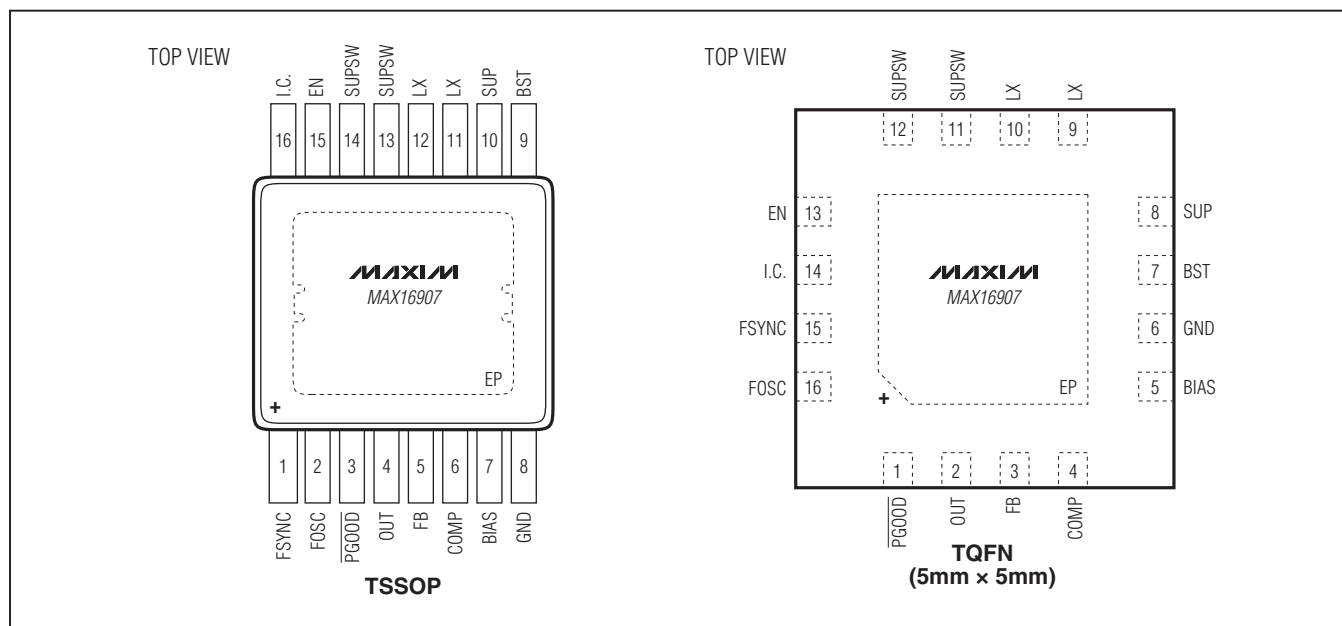 TOP VIEW
I.C. EN SUPSW SUPSW LX LX SUP BST
16 15 14 13 12 11 10 9
MAXIM
MAX16907
EP
+
1 2 3 4 5 6 7 8
FSYNC FOSC PGOOD OUT FB COMP BIAS GND
TSSOP
TOP VIEW
SUPSW SUPSW LX LX
12 11 10 9
EN 13
I.C. 14
FSYNC 15
FOSC 16
MAXIM
MAX16907
8 SUP
7 BST
6 GND
5 BIAS
EP
+
1 2 3 4
PGOOD OUT FB COMP
TQFN
(5mm × 5mm)